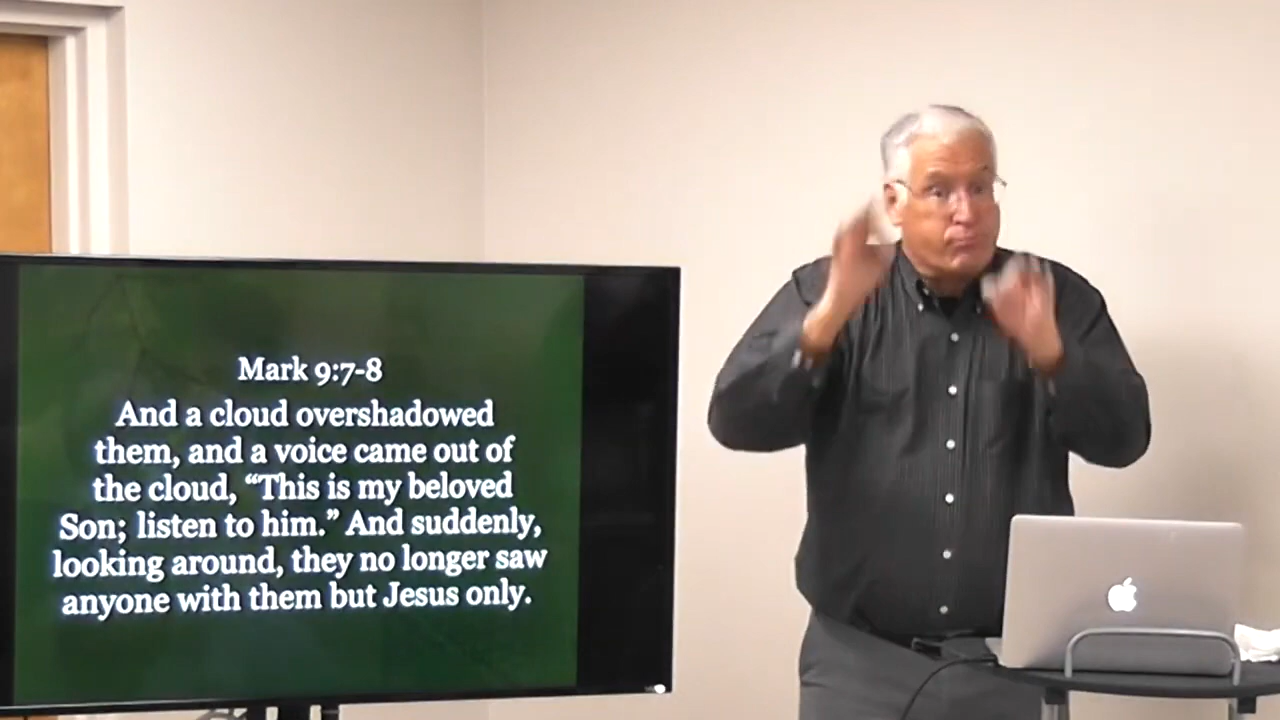 Mark 9:7-8
And a cloud overshadowed
them, and a voice came out of
the cloud, “This is my beloved
Son; listen to him.” And suddenly,
looking around, they no longer saw
anyone with them but Jesus only.